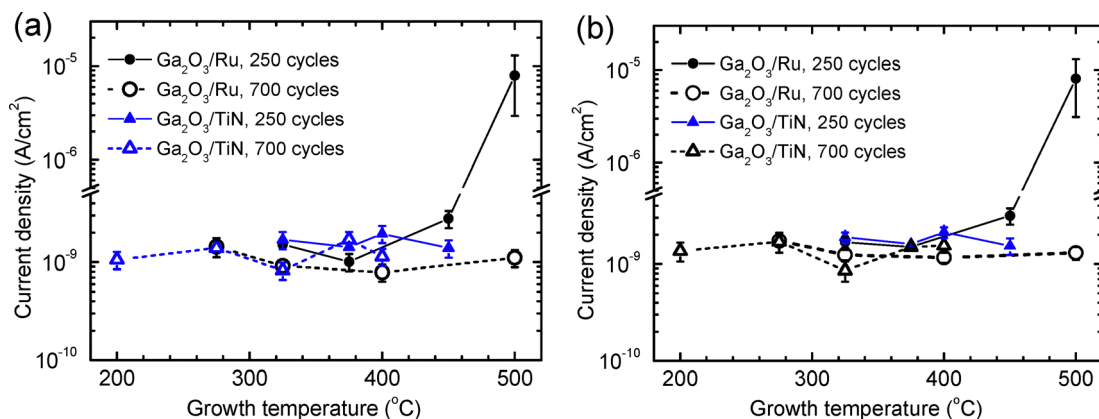 (a)
Ga₂O₃/Ru, 250 cycles
Ga₂O₃/Ru, 700 cycles
Ga₂O₃/TiN, 250 cycles
Ga₂O₃/TiN, 700 cycles
10⁻⁵
10⁻⁶
10⁻⁹
10⁻¹⁰
Current density (A/cm²)
200
300
400
500
Growth temperature (°C)
(b)
Ga₂O₃/Ru, 250 cycles
Ga₂O₃/Ru, 700 cycles
Ga₂O₃/TiN, 250 cycles
Ga₂O₃/TiN, 700 cycles
10⁻⁵
10⁻⁶
10⁻⁹
10⁻¹⁰
Current density (A/cm²)
200
300
400
500
Growth temperature (°C)